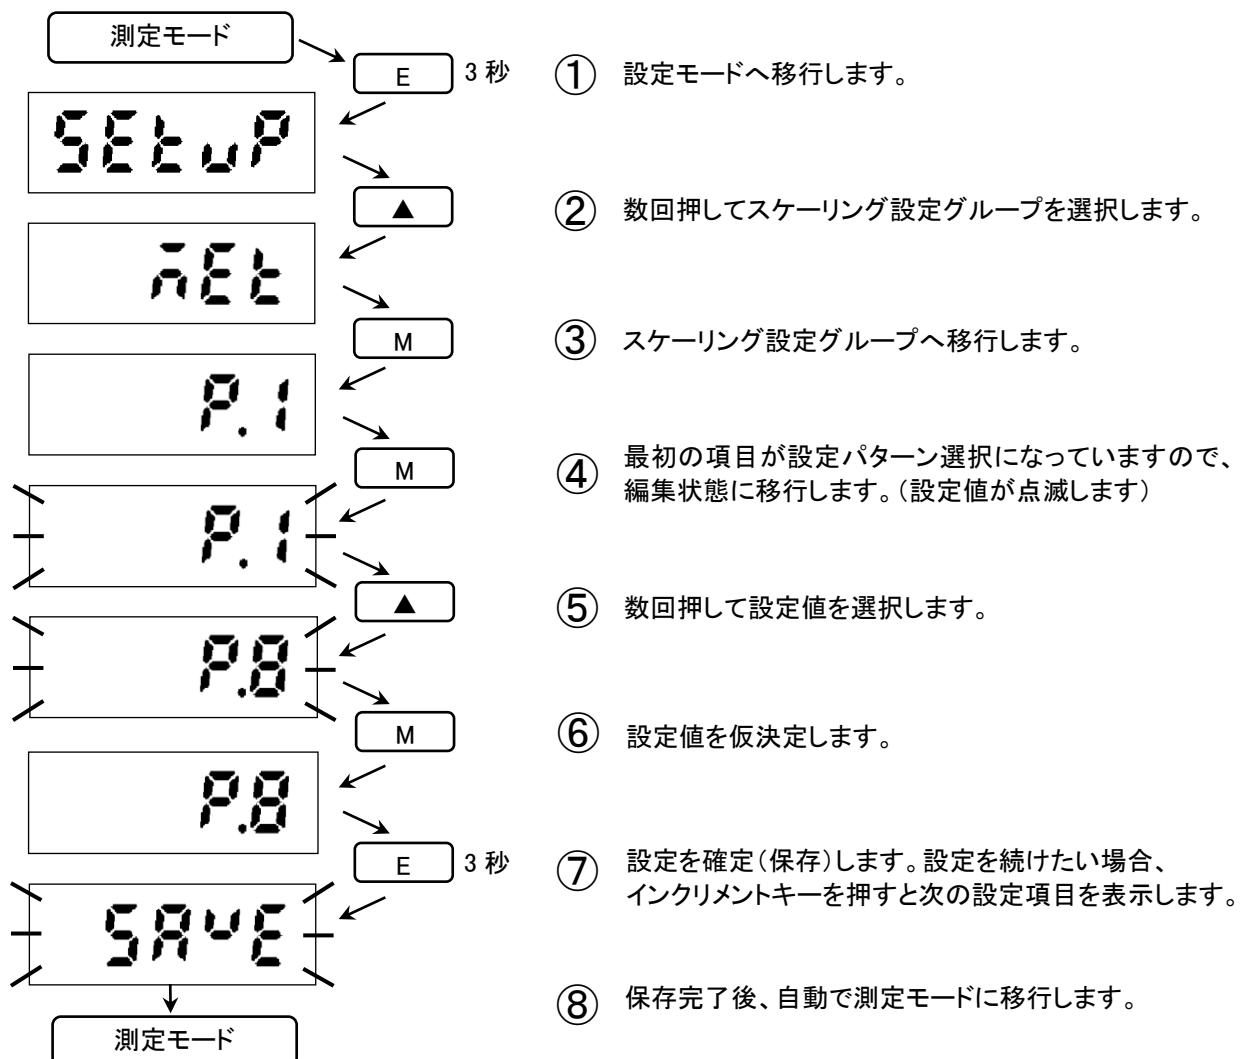 測定モード
E
3 秒
① 設定モードへ移行します。
SEtuP
▲
② 数回押してスケーリング設定グループを選択します。
mEt
M
③ スケーリング設定グループへ移行します。
P.1
M
④ 最初の項目が設定パターン選択になっていますので、
編集状態に移行します。(設定値が点滅します)
P.1
▲
⑤ 数回押して設定値を選択します。
P.8
M
⑥ 設定値を仮決定します。
P.8
E
3 秒
⑦ 設定を確定(保存)します。設定を続けたい場合、
インクリメントキーを押すと次の設定項目を表示します。
SAvE
⑧ 保存完了後、自動で測定モードに移行します。
測定モード